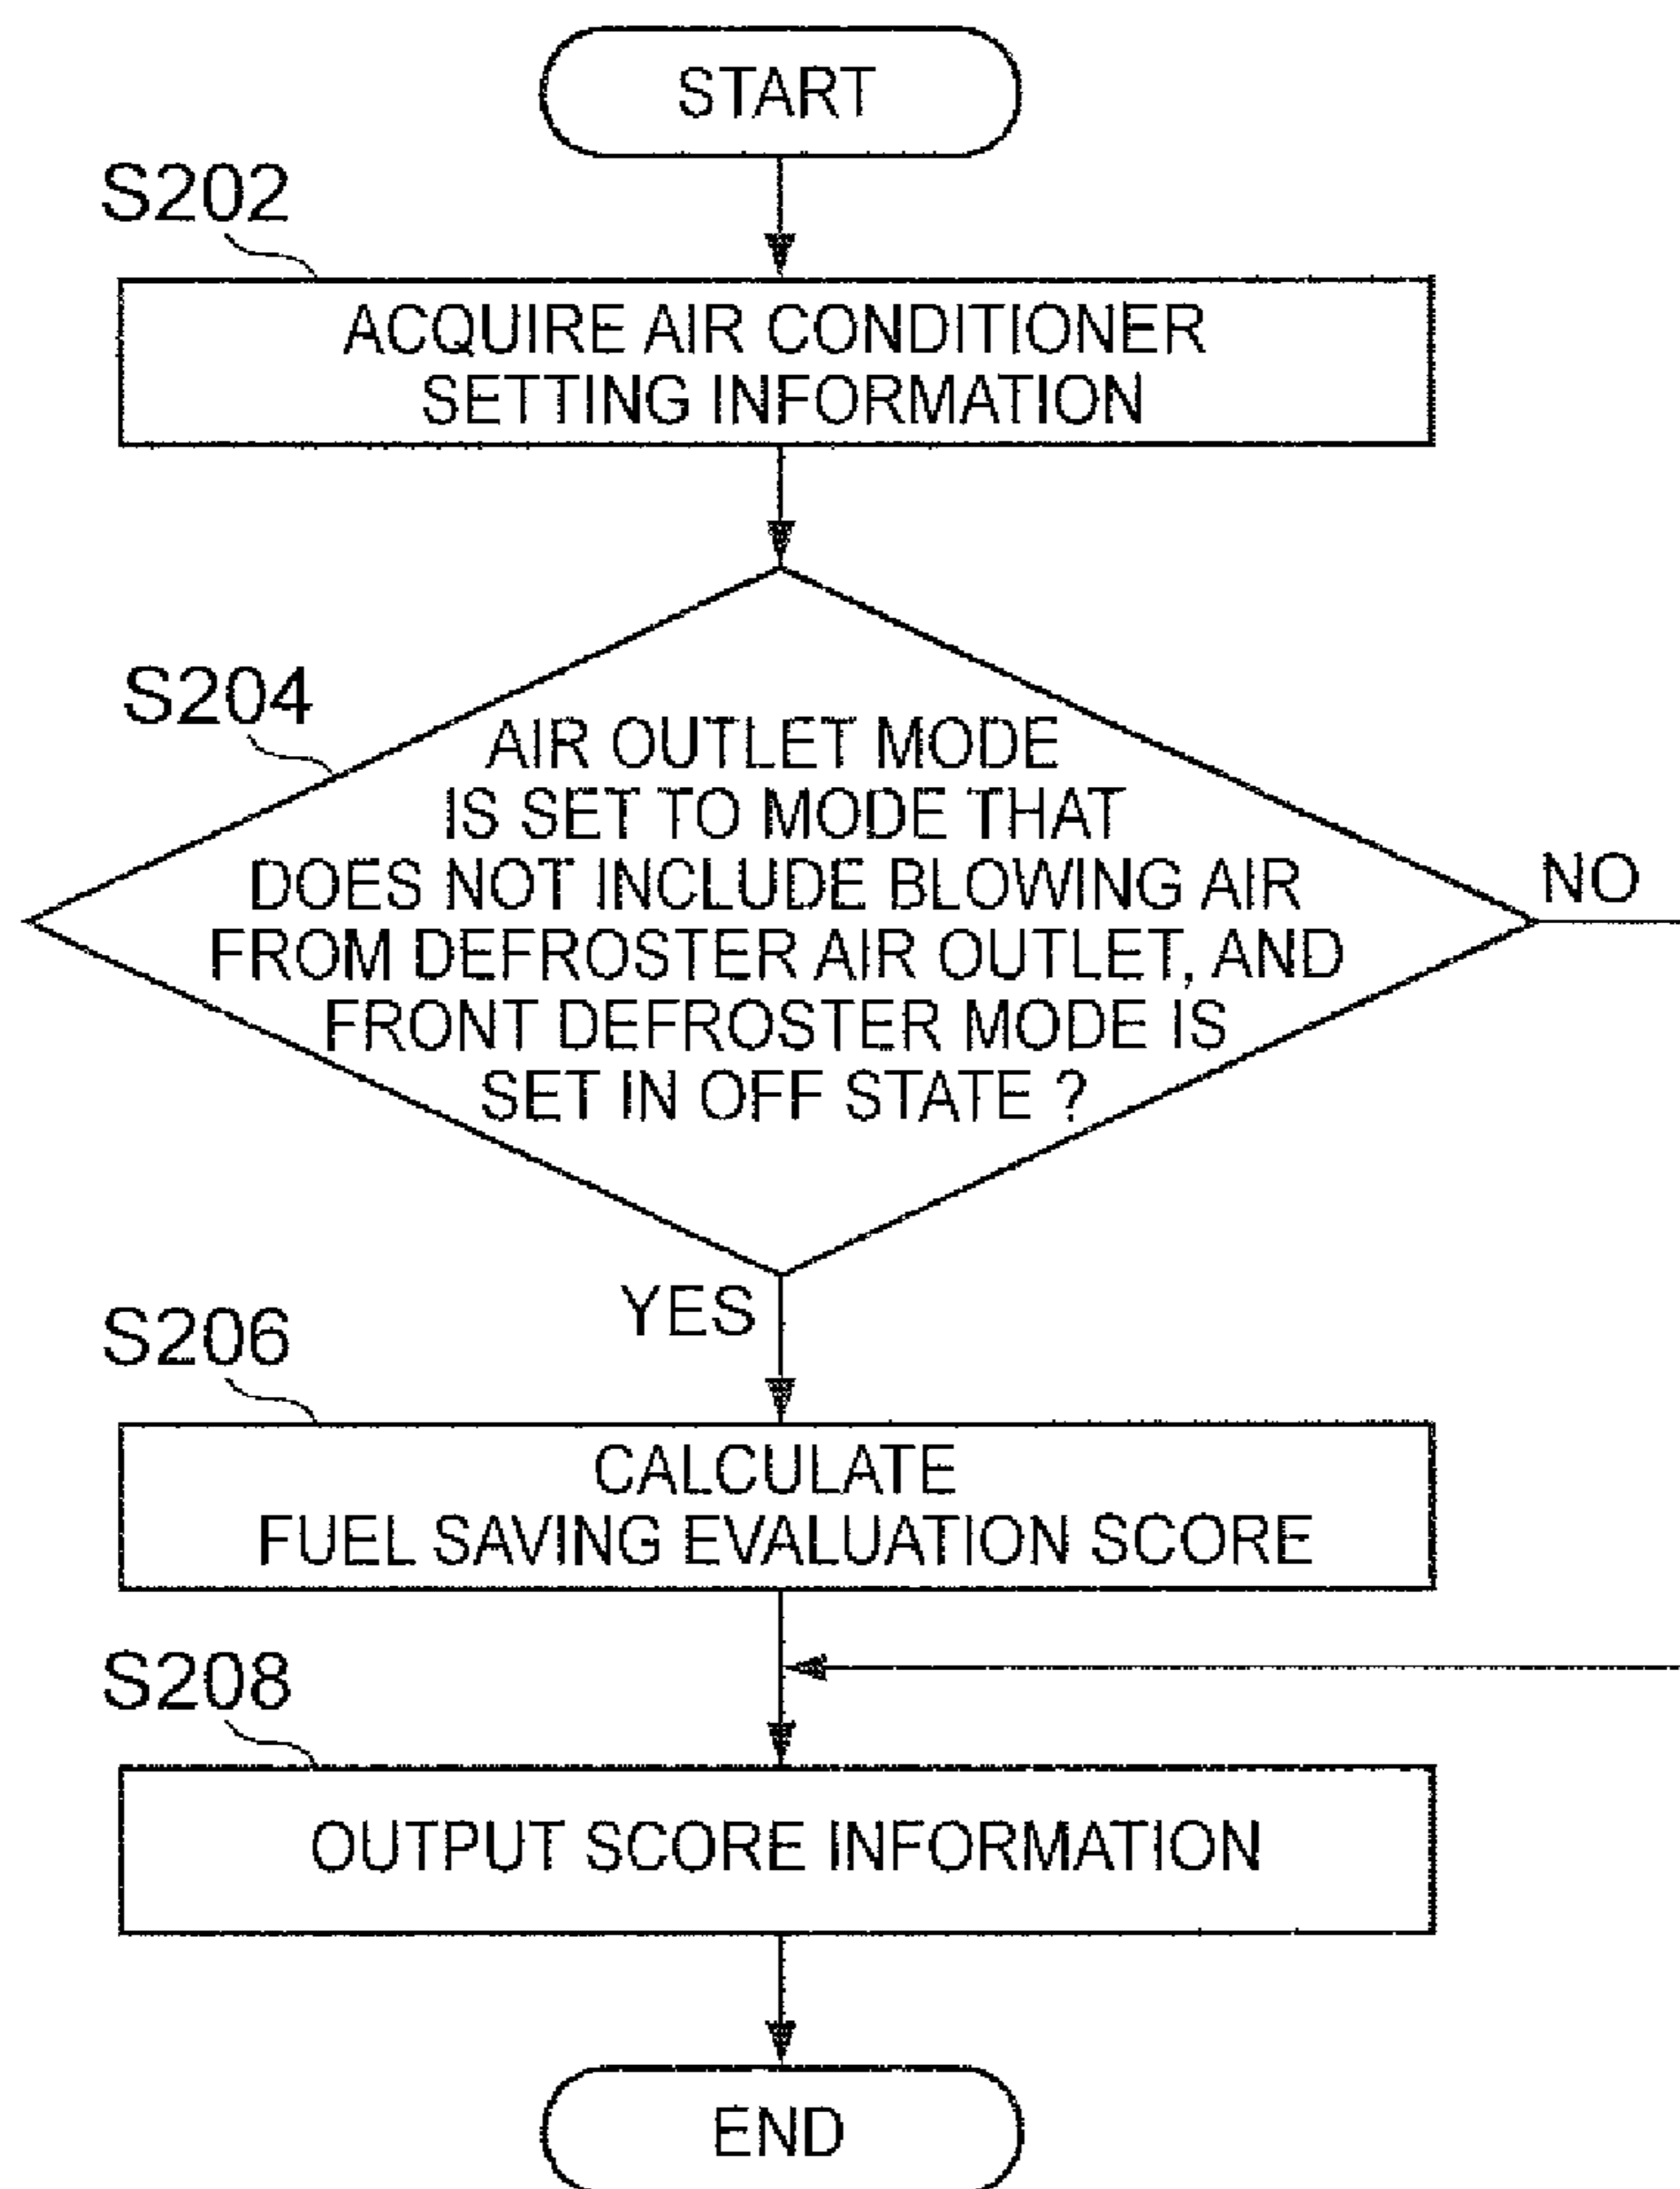 START
S202
ACQUIRE AIR CONDITIONER
SETTING INFORMATION
S204
AIR OUTLET MODE
IS SET TO MODE THAT
DOES NOT INCLUDE BLOWING AIR
FROM DEFROSTER AIR OUTLET, AND
FRONT DEFROSTER MODE IS
SET IN OFF STATE ?
NO
YES
S206
CALCULATE
FUEL SAVING EVALUATION SCORE
S208
OUTPUT SCORE INFORMATION
END